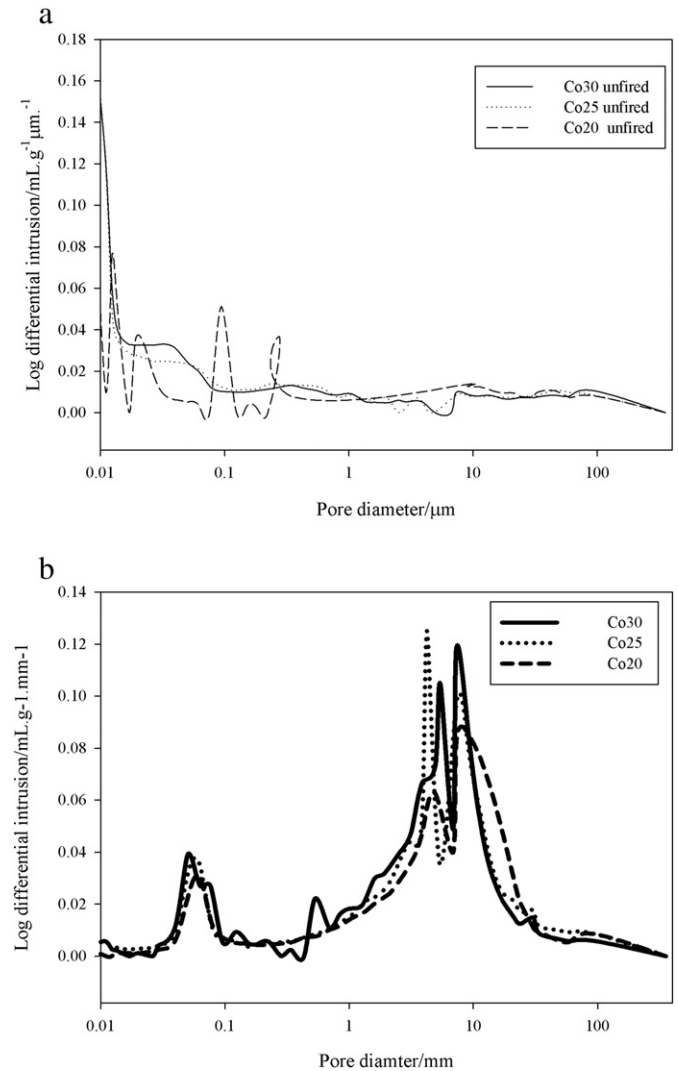 a
0.18
0.16
0.14
0.12
0.10
0.08
0.06
0.04
0.02
0.00
Log differential intrusion/mL.g-1μm.-1
Co30 unfired
Co25 unfired
Co20 unfired
0.01 0.1 1 10 100
Pore diameter/μm
b
0.14
0.12
0.10
0.08
0.06
0.04
0.02
0.00
Log differential intrusion/mL.g-1.mm-1
Co30
Co25
Co20
0.01 0.1 1 10 100
Pore diamter/mm